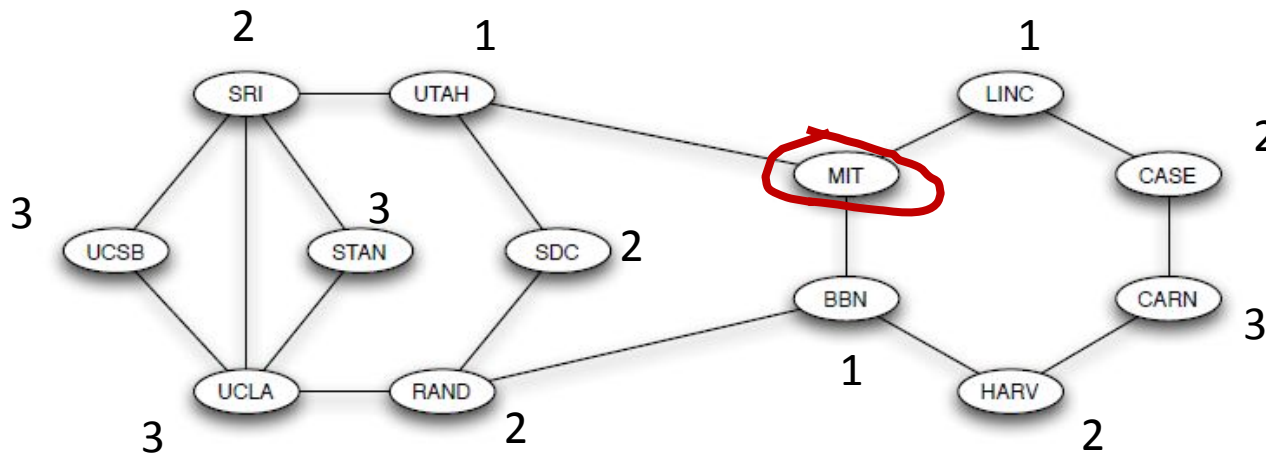 2
1
1
SRI
UTAH
LINC
2
MIT
CASE
3
3
UCSB
STAN
SDC
2
BBN
CARN
3
1
UCLA
RAND
HARV
3
2
2